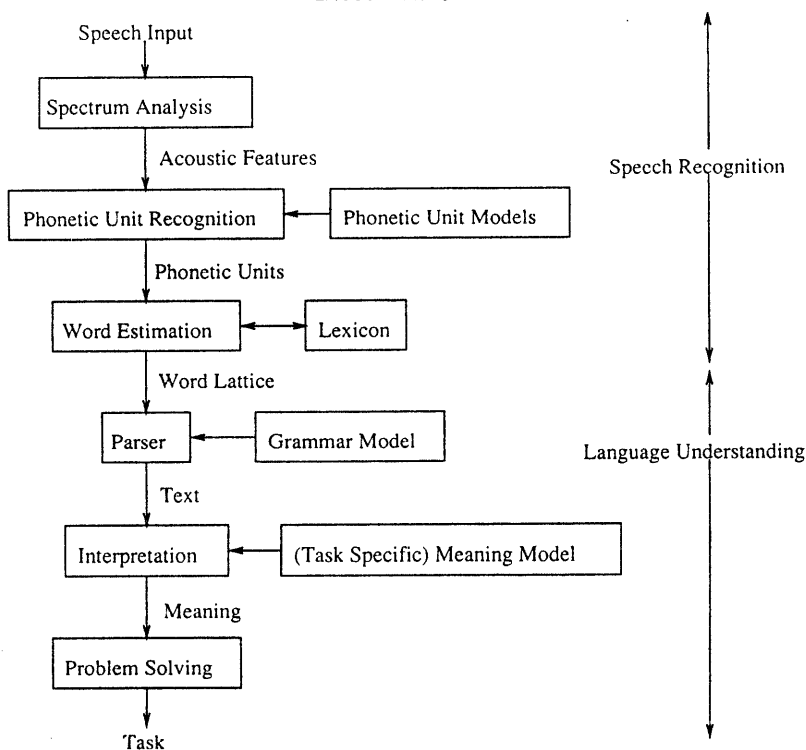 Speech Input
Spectrum Analysis
Acoustic Features
Speech Recognition
Phonetic Unit Recognition
Phonetic Unit Models
Phonetic Units
Word Estimation
Lexicon
Word Lattice
Parser
Grammar Model
Language Understanding
Text
Interpretation
(Task Specific) Meaning Model
Meaning
Problem Solving
Task